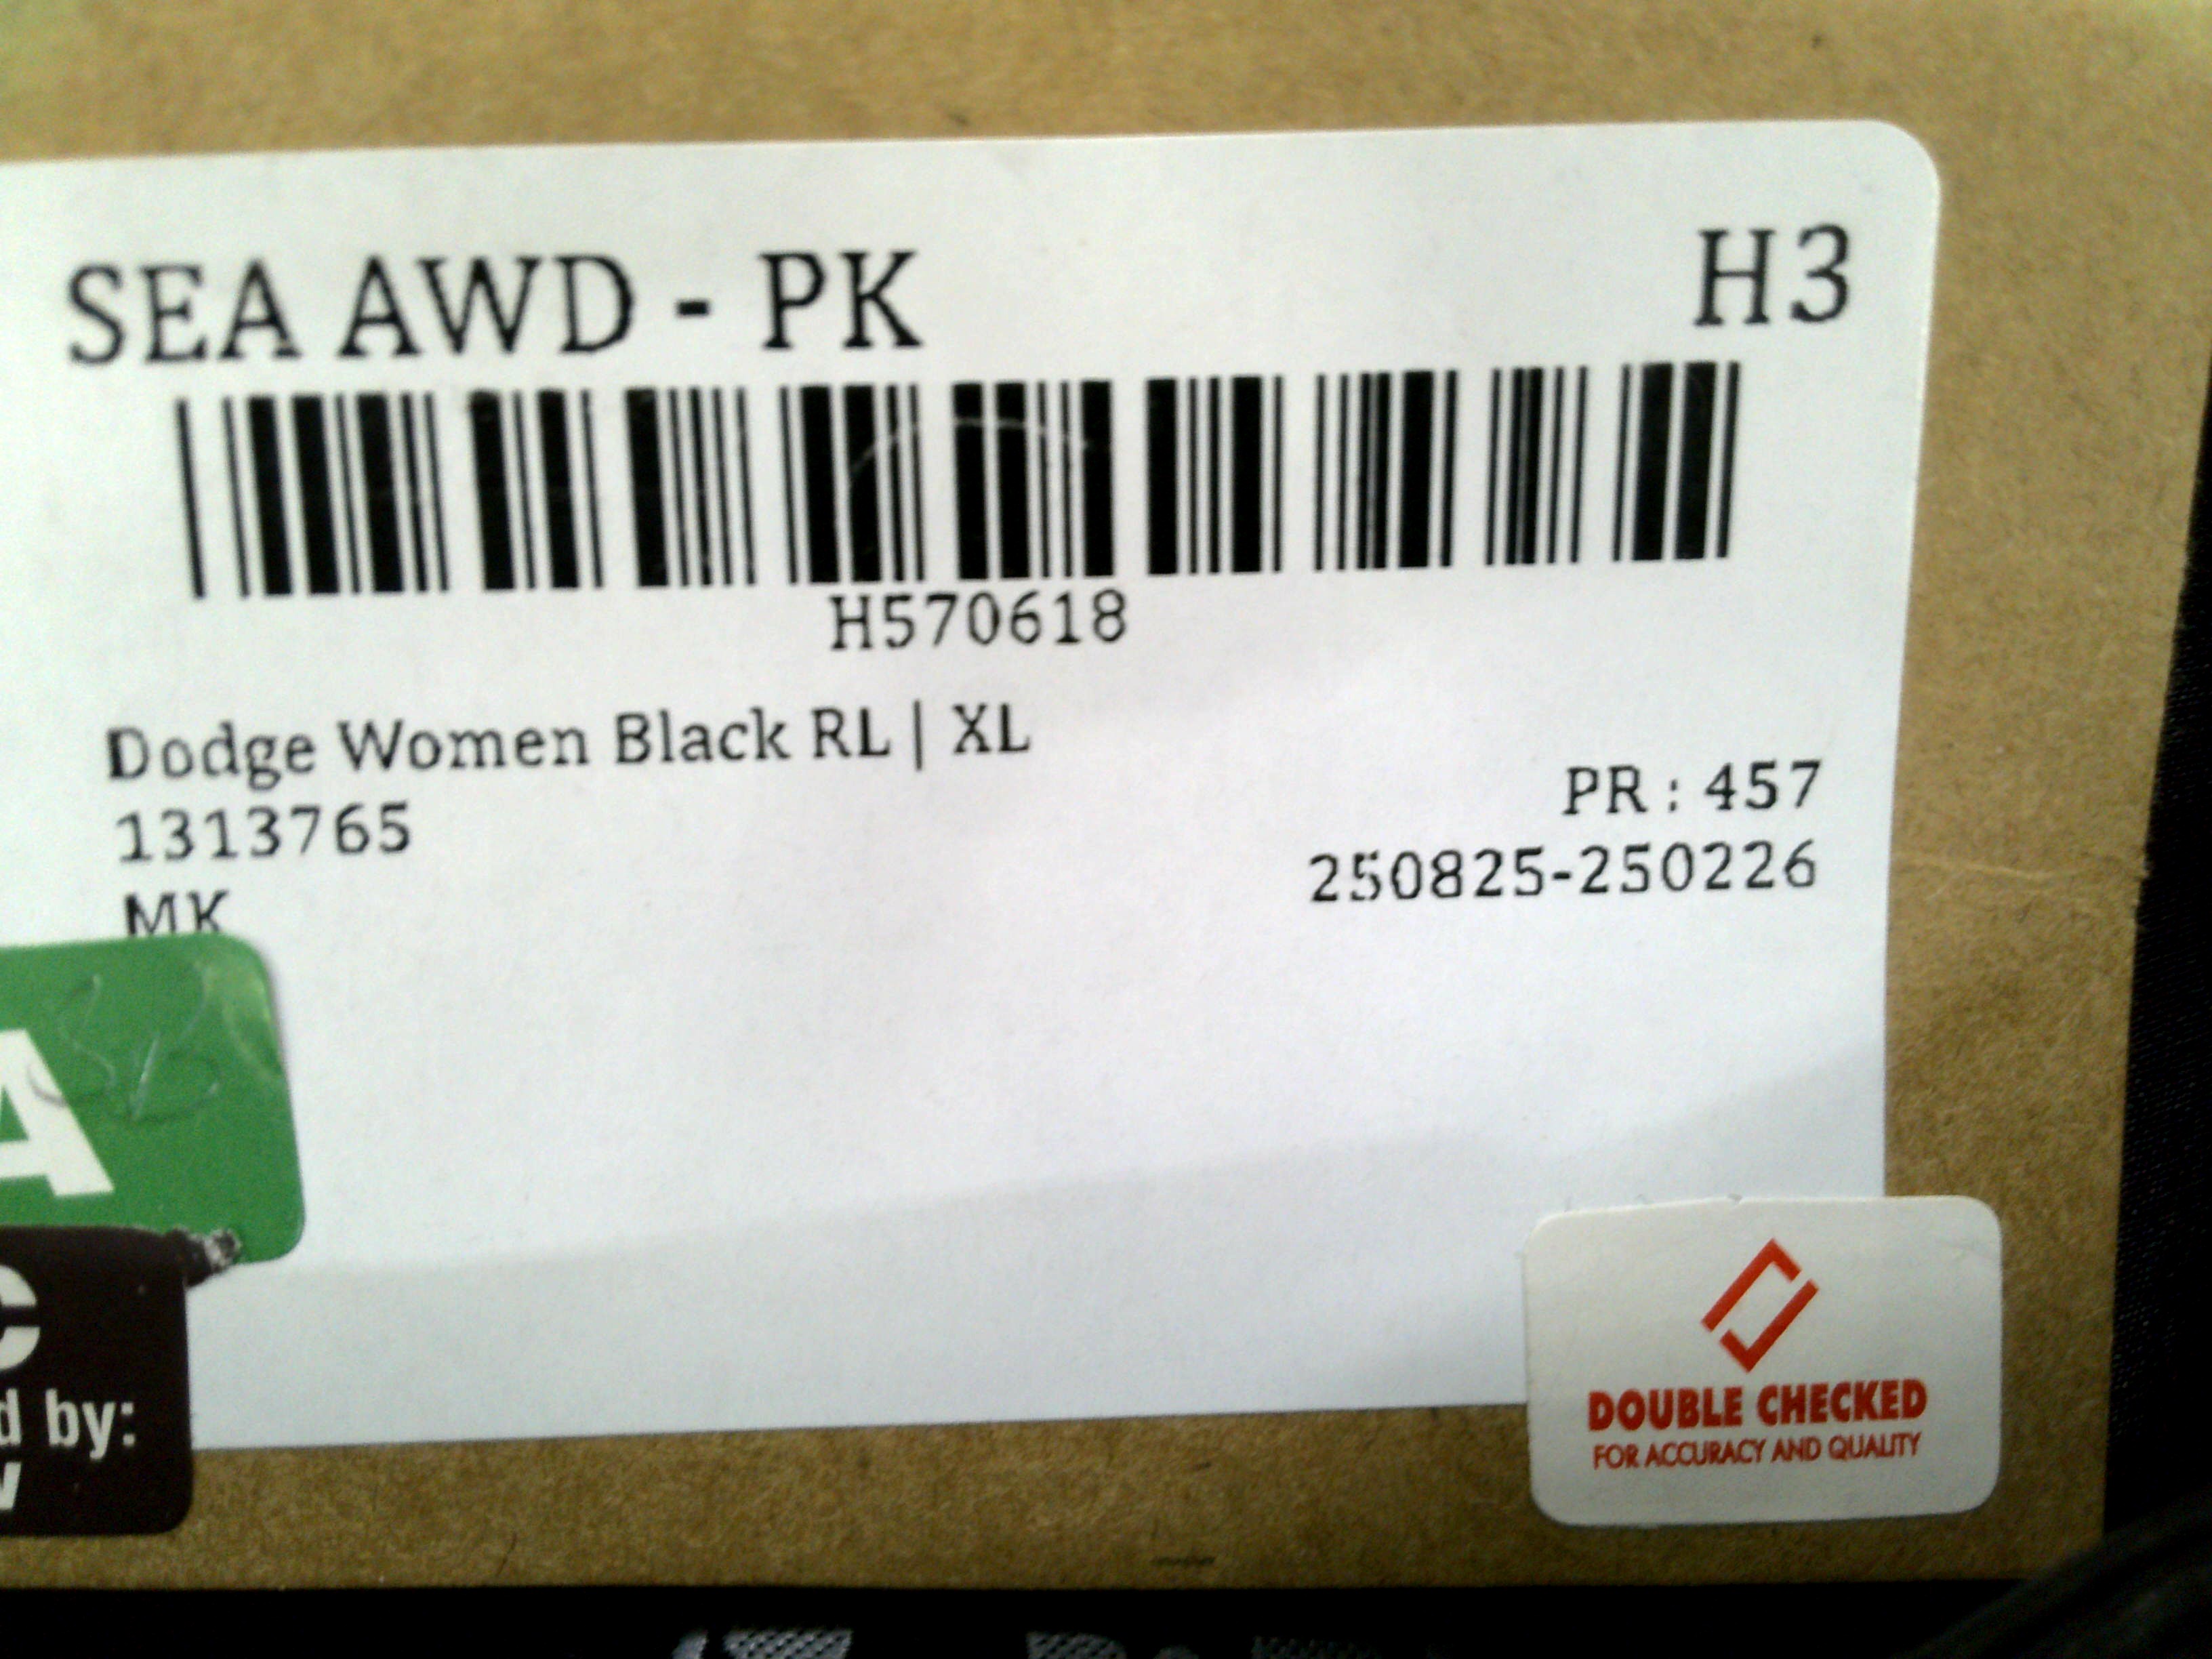 SEA AWD - PK
H3
H570618
Dodge Women Black RL | XL
1313765
PR : 457
250825-250226
MK
A
C
d by:
DOUBLE CHECKED
FOR ACCURACY AND QUALITY